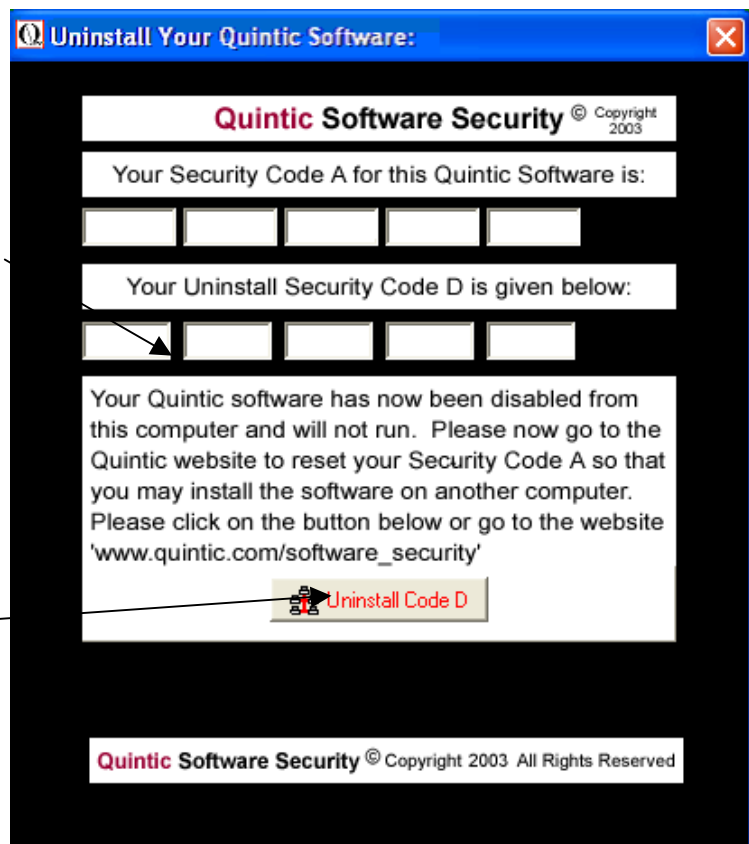 Uninstall Your Quintic Software:
Quintic Software Security © Copyright 2003
Your Security Code A for this Quintic Software is:
Your Uninstall Security Code D is given below:
Your Quintic software has now been disabled from
this computer and will not run. Please now go to the
Quintic website to reset your Security Code A so that
you may install the software on another computer.
Please click on the button below or go to the website
'www.quintic.com/software_security'
Uninstall Code D
Quintic Software Security © Copyright 2003 All Rights Reserved